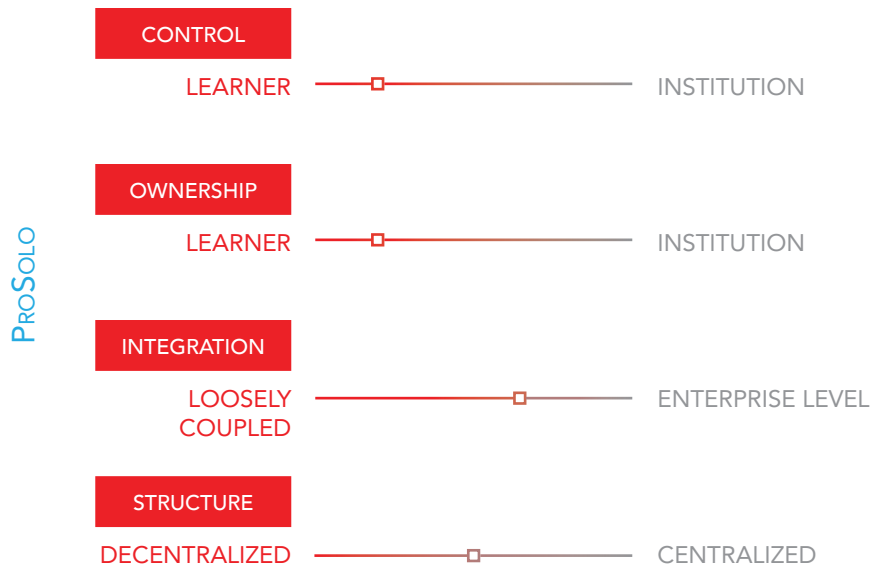 PROSOLO
CONTROL
LEARNER
INSTITUTION
OWNERSHIP
LEARNER
INSTITUTION
INTEGRATION
LOOSELY
COUPLED
ENTERPRISE LEVEL
STRUCTURE
DECENTRALIZED
CENTRALIZED